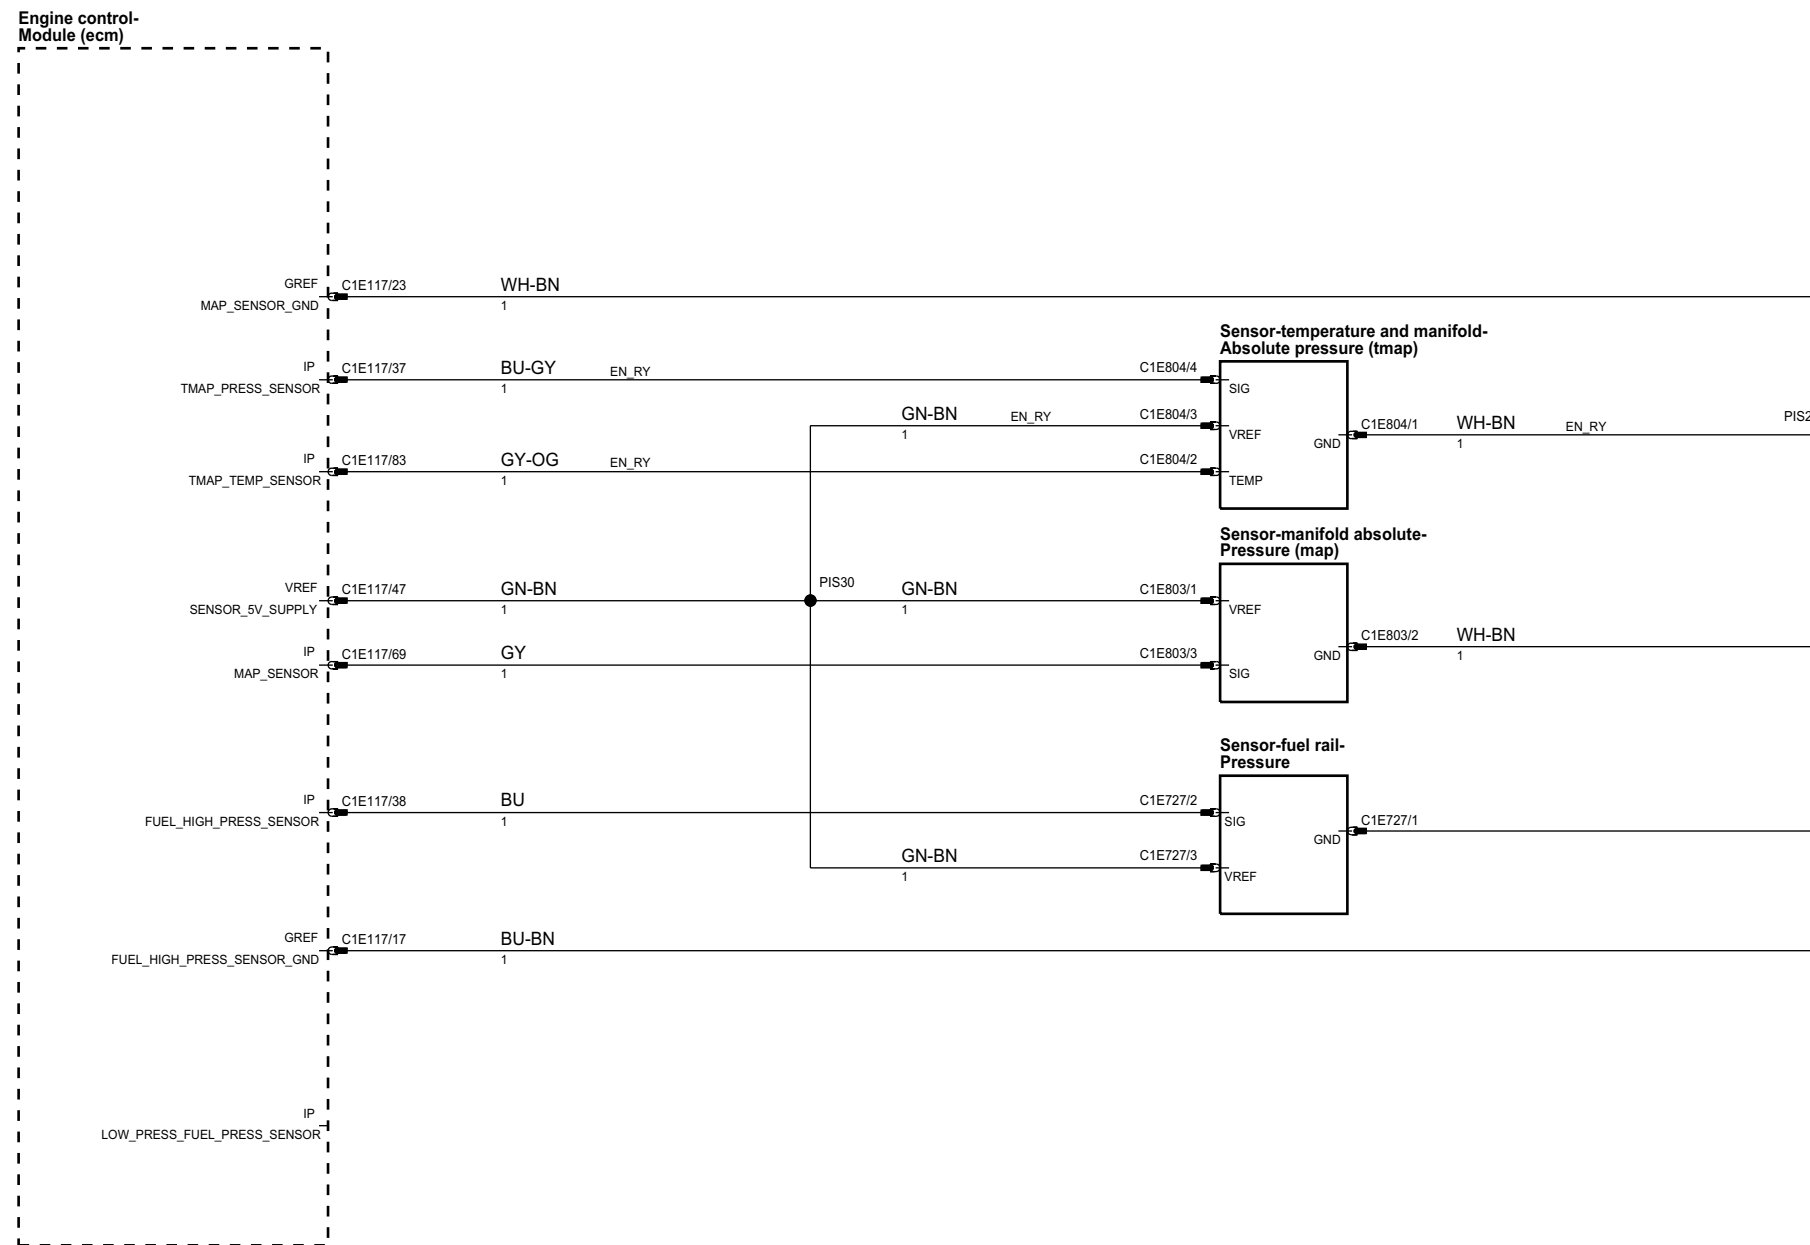 Engine control-
Module (ecm)
GREF
C1E117/23
WH-BN
MAP_SENSOR_GND
1
Sensor-temperature and manifold-
Absolute pressure (tmap)
IP
C1E117/37
BU-GY
EN_RY
C1E804/4
TMAP_PRESS_SENSOR
1
SIG
GN-BN
EN_RY
C1E804/3
1
VREF
C1E804/1
WH-BN
EN_RY
PIS2
GND
1
IP
C1E117/83
GY-OG
EN_RY
C1E804/2
TMAP_TEMP_SENSOR
1
TEMP
Sensor-manifold absolute-
Pressure (map)
VREF
C1E117/47
GN-BN
PIS30
GN-BN
C1E803/1
SENSOR_5V_SUPPLY
1
1
VREF
C1E803/2
WH-BN
GND
1
IP
C1E117/69
GY
C1E803/3
MAP_SENSOR
1
SIG
Sensor-fuel rail-
Pressure
IP
C1E117/38
BU
C1E727/2
FUEL_HIGH_PRESS_SENSOR
1
SIG
C1E727/1
GND
GN-BN
C1E727/3
1
VREF
GREF
C1E117/17
BU-BN
FUEL_HIGH_PRESS_SENSOR_GND
1
IP
LOW_PRESS_FUEL_PRESS_SENSOR